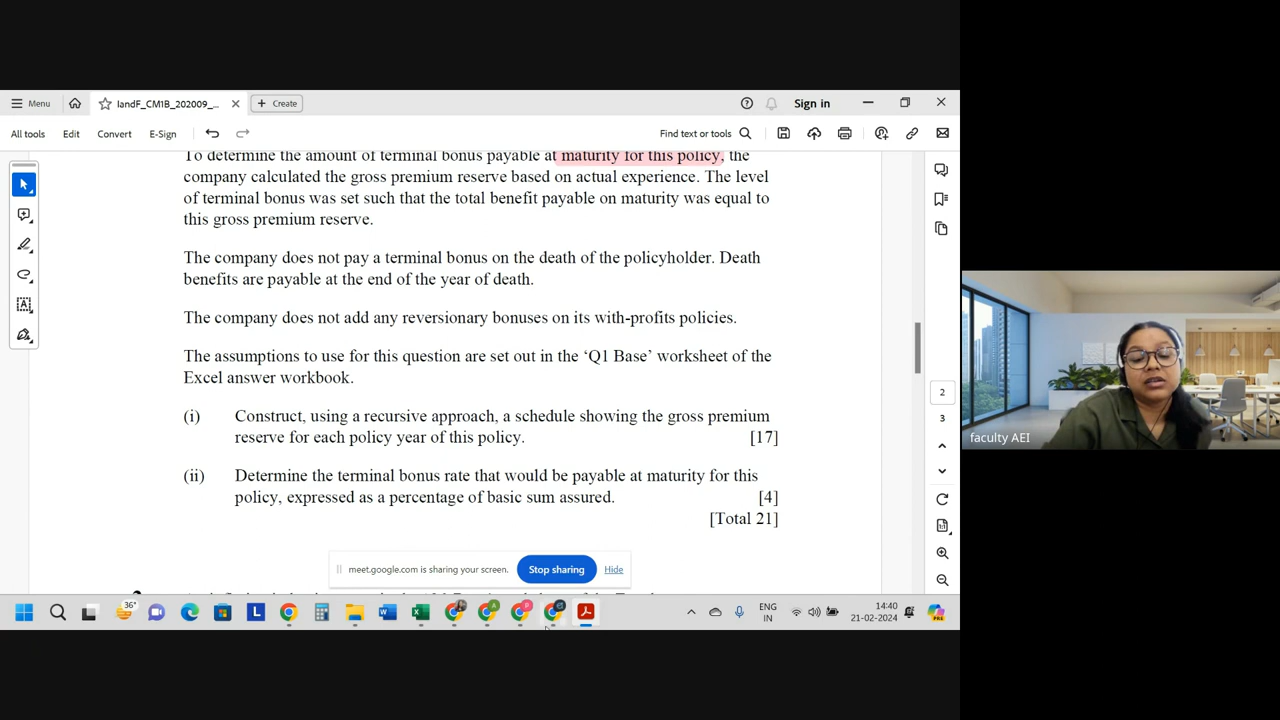 Menu
IandF_CM1B_202009_...
Create
Sign in
All tools
Edit
Convert
E-Sign
Find text or tools
To determine the amount of terminal bonus payable at maturity for this policy, the
company calculated the gross premium reserve based on actual experience. The level
of terminal bonus was set such that the total benefit payable on maturity was equal to
this gross premium reserve.
The company does not pay a terminal bonus on the death of the policyholder. Death
benefits are payable at the end of the year of death.
The company does not add any reversionary bonuses on its with-profits policies.
The assumptions to use for this question are set out in the ‘Q1 Base’ worksheet of the
Excel answer workbook.
(i) Construct, using a recursive approach, a schedule showing the gross premium
reserve for each policy year of this policy. [17]
(ii) Determine the terminal bonus rate that would be payable at maturity for this
policy, expressed as a percentage of basic sum assured. [4]
[Total 21]
2
3
meet.google.com is sharing your screen.
Stop sharing
Hide
faculty AEI
36°
L
ENG
IN
14:40
21-02-2024